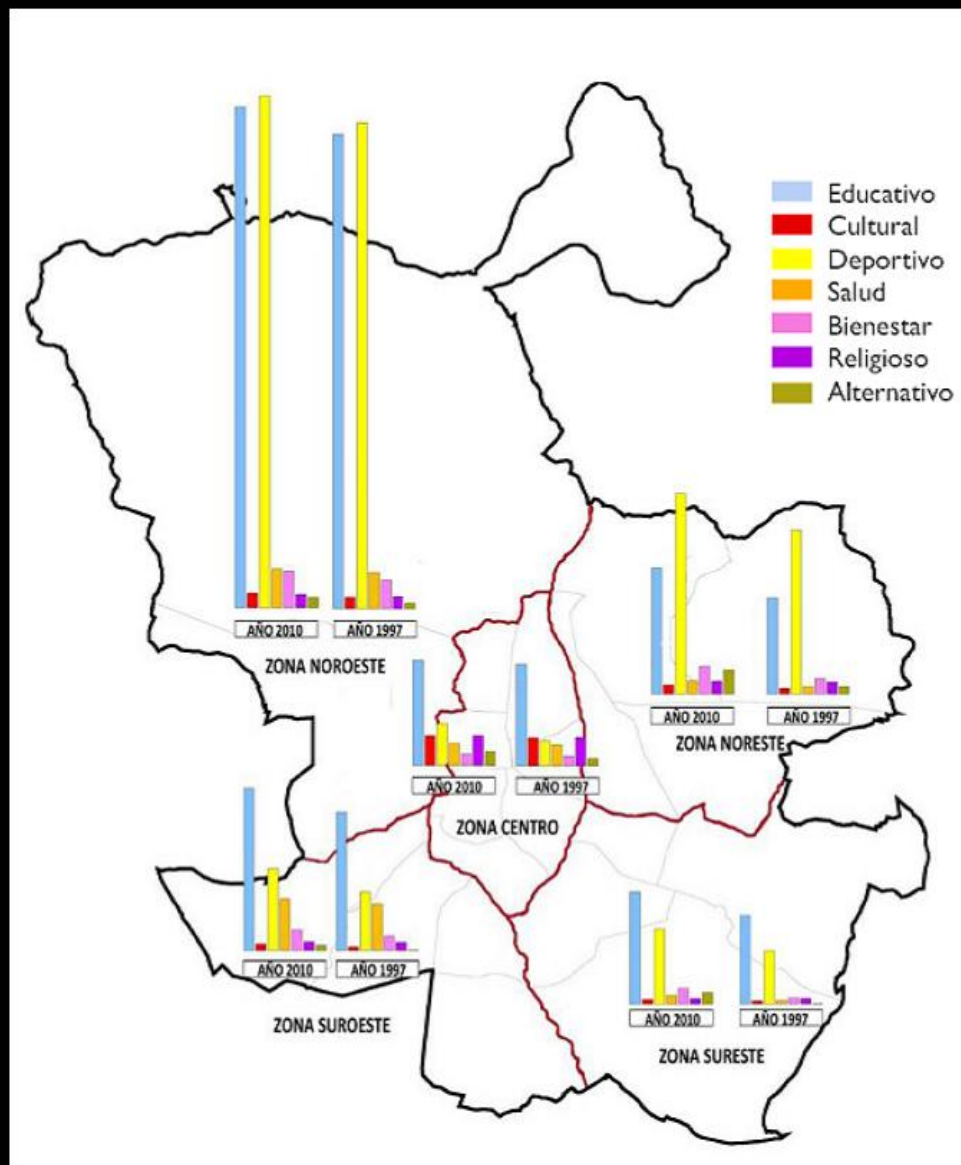 Educativo
Cultural
Deportivo
Salud
Bienestar
Religioso
Alternativo
AÑO 2010
AÑO 1997
ZONA NOROESTE
AÑO 2010
AÑO 1997
ZONA NORESTE
AÑO 2010
AÑO 1997
ZONA CENTRO
AÑO 2010
AÑO 1997
ZONA SUROESTE
AÑO 2010
AÑO 1997
ZONA SURESTE